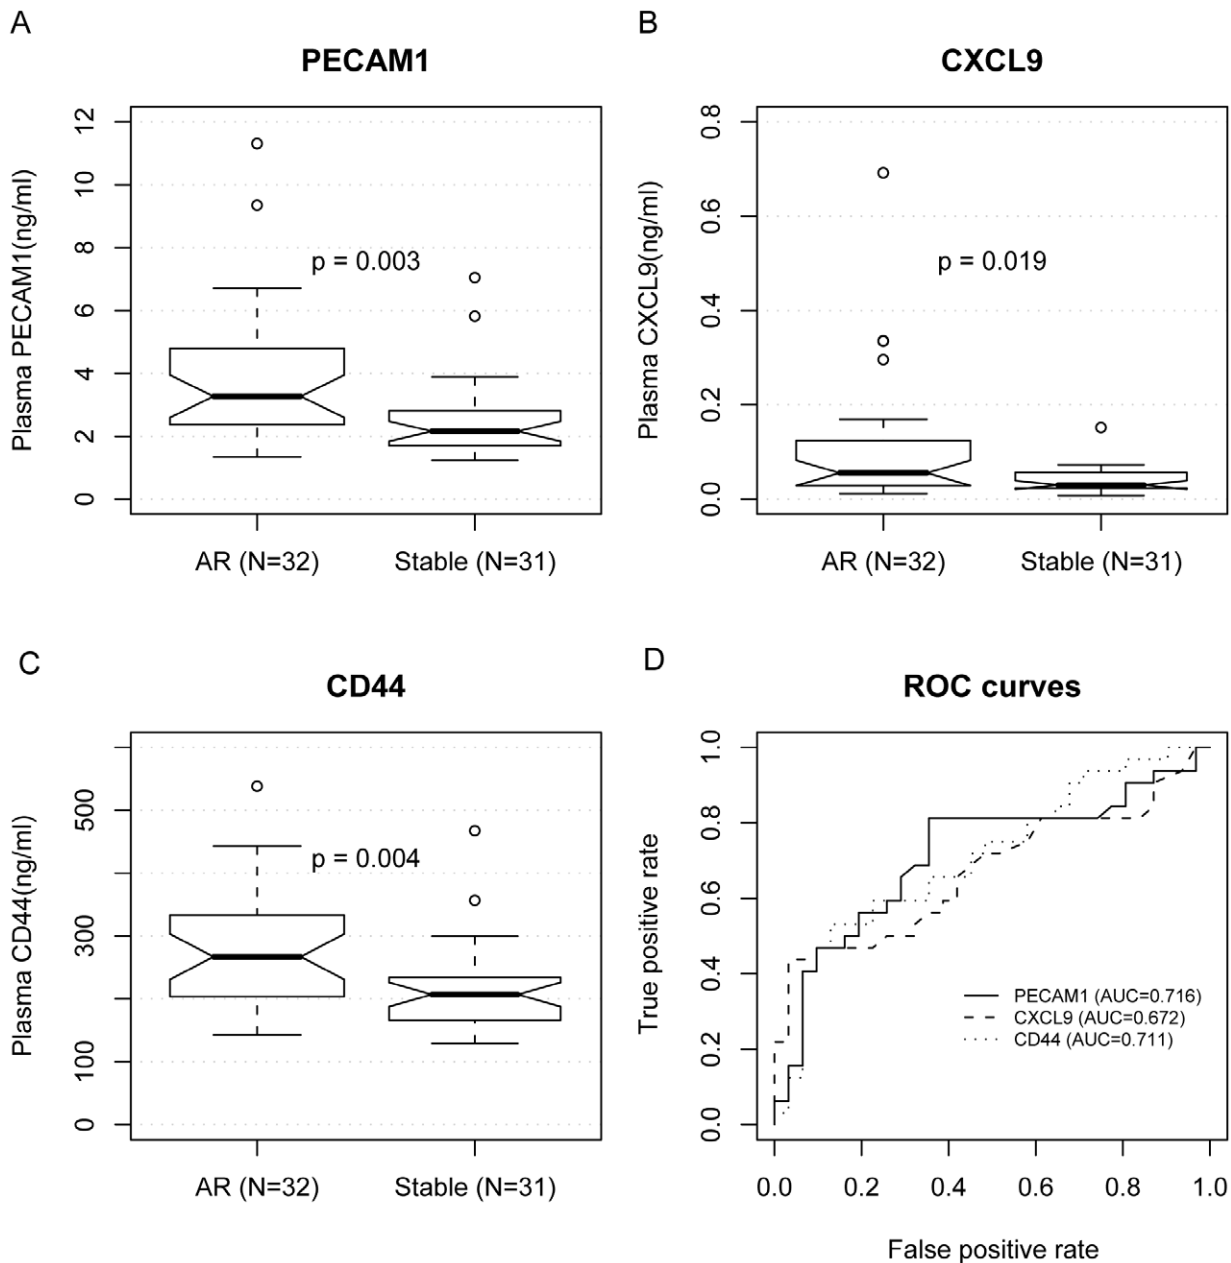 A
PECAM1
Plasma PECAM1(ng/ml)
12
10
8
6
4
2
0
p = 0.003
AR (N=32)
Stable (N=31)
B
CXCL9
Plasma CXCL9(ng/ml)
0.8
0.6
0.4
0.2
0.0
p = 0.019
AR (N=32)
Stable (N=31)
C
CD44
Plasma CD44(ng/ml)
500
300
100
0
p = 0.004
AR (N=32)
Stable (N=31)
D
ROC curves
True positive rate
1.0
0.8
0.6
0.4
0.2
0.0
PECAM1 (AUC=0.716)
CXCL9 (AUC=0.672)
CD44 (AUC=0.711)
0.0 0.2 0.4 0.6 0.8 1.0
False positive rate